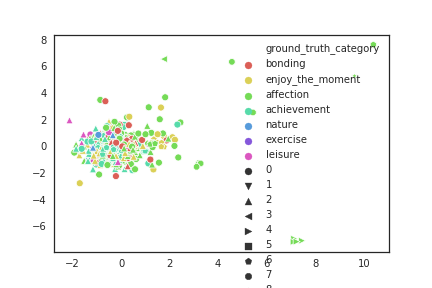 8
6
4
2
0
−2
−4
−6
−2
0
2
4
6
8
10
ground_truth_category
bonding
enjoy_the_moment
affection
achievement
nature
exercise
leisure
0
1
2
3
4
5
6
7